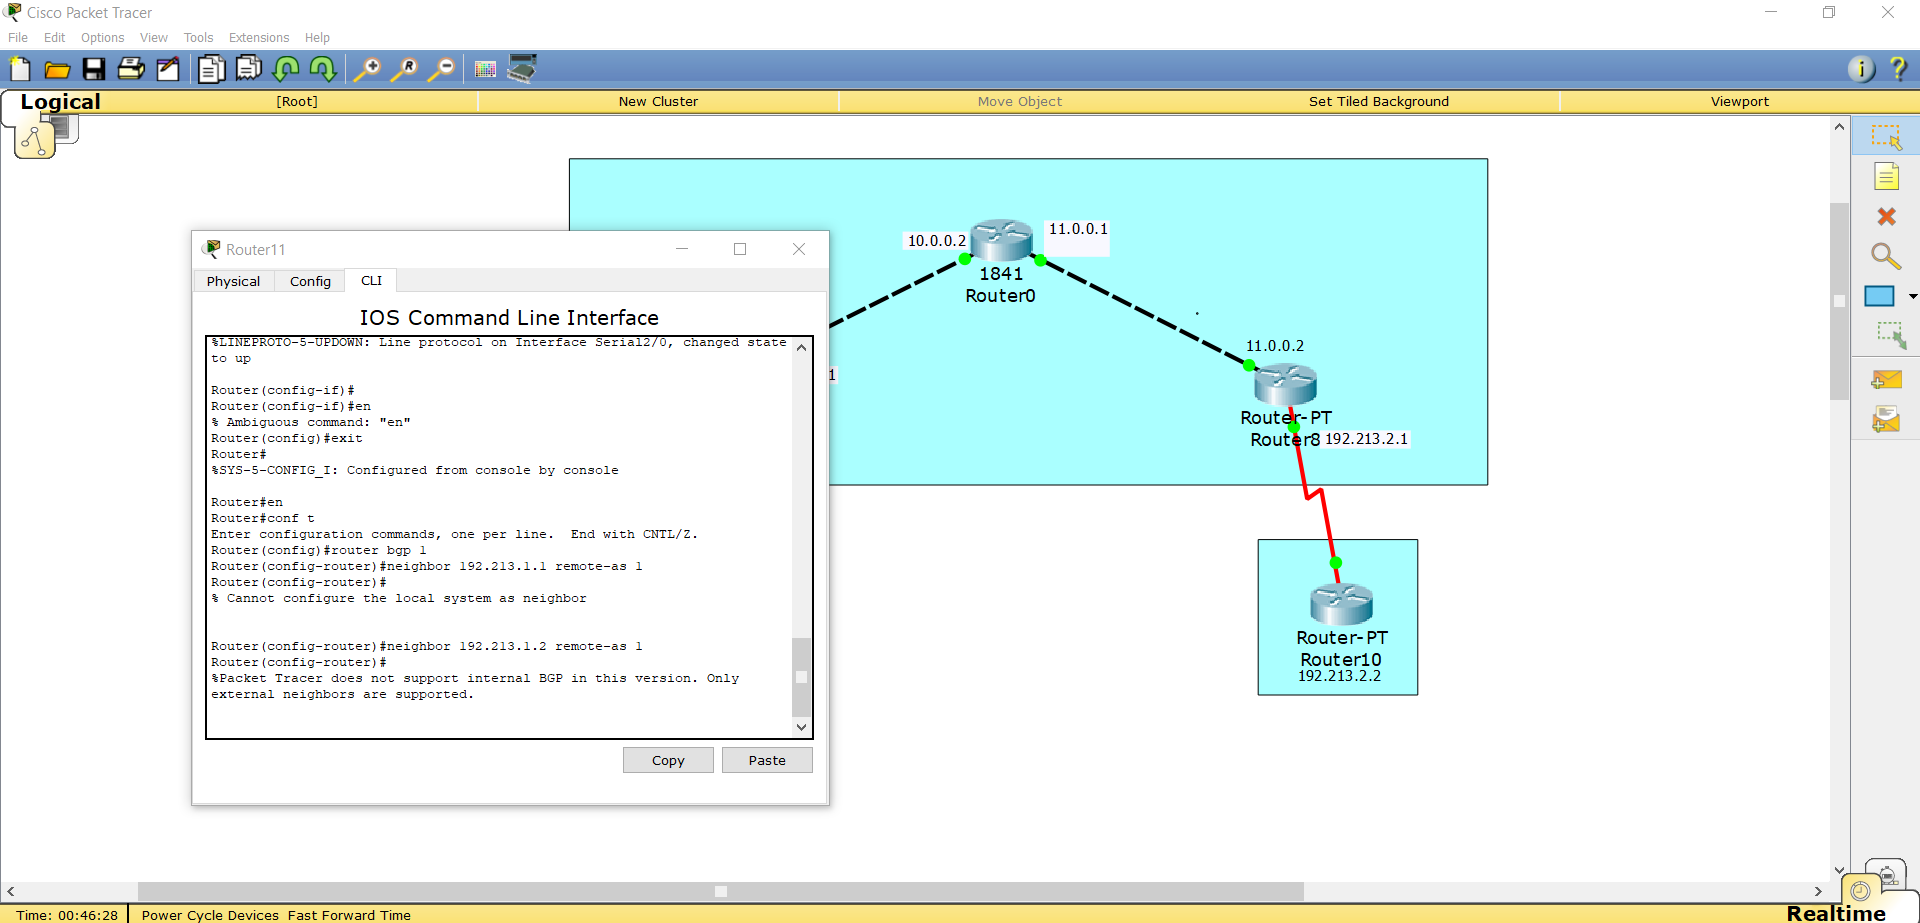 Cisco Packet Tracer
File Edit Options View Tools Extensions Help
Logical [Root] New Cluster Move Object Set Tiled Background Viewport
Router11
Physical Config CLI
IOS Command Line Interface
%LINEPROTO-5-UPDOWN: Line protocol on Interface Serial2/0, changed state
to up
Router(config-if)#
Router(config-if)#en
% Ambiguous command: "en"
Router(config)#exit
Router#
%SYS-5-CONFIG_I: Configured from console by console
Router#en
Router#conf t
Enter configuration commands, one per line.  End with CNTL/Z.
Router(config)#router bgp 1
Router(config-router)#neighbor 192.213.1.1 remote-as 1
Router(config-router)#
% Cannot configure the local system as neighbor
Router(config-router)#neighbor 192.213.1.2 remote-as 1
Router(config-router)#
%Packet Tracer does not support internal BGP in this version. Only
external neighbors are supported.
Copy Paste
10.0.0.2
11.0.0.1
1841
Router0
1
11.0.0.2
Router-PT
Router8
192.213.2.1
Router-PT
Router10
192.213.2.2
Time: 00:46:28 Power Cycle Devices Fast Forward Time
Realtime